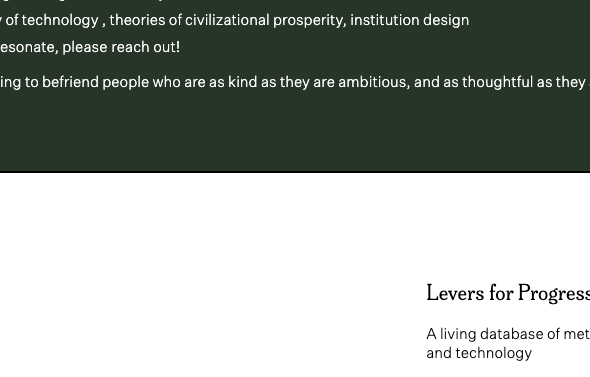 of technology , theories of civilizational prosperity, institution design
esonate, please reach out!
ing to befriend people who are as kind as they are ambitious, and as thoughtful as they
Levers for Progress
A living database of met
and technology